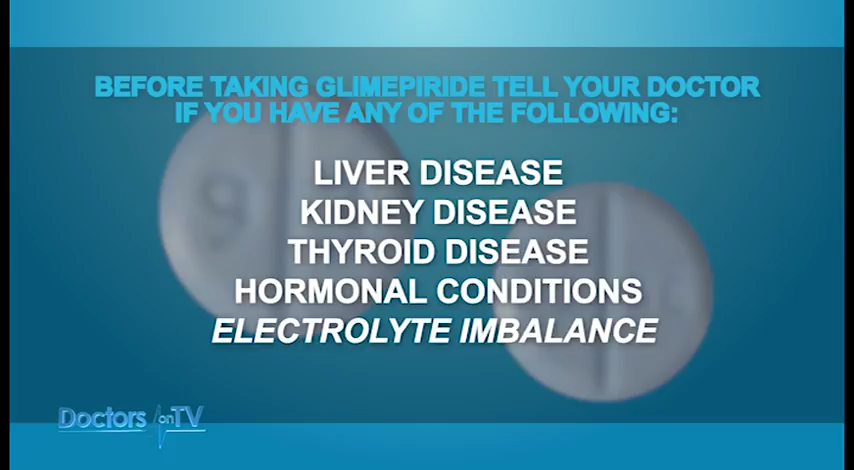 BEFORE TAKING GLIMEPIRIDE TELL YOUR DOCTOR
IF YOU HAVE ANY OF THE FOLLOWING:
LIVER DISEASE
KIDNEY DISEASE
THYROID DISEASE
HORMONAL CONDITIONS
ELECTROLYTE IMBALANCE
Doctors on TV